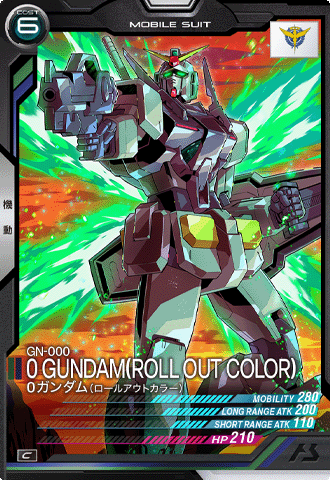 COST
6
MOBILE SUIT
機動
GN-000
0 GUNDAM(ROLL OUT COLOR)
0ガンダム(ロールアウトカラー)
MOBILITY 280
LONG RANGE ATK 200
SHORT RANGE ATK 110
HP 210
C